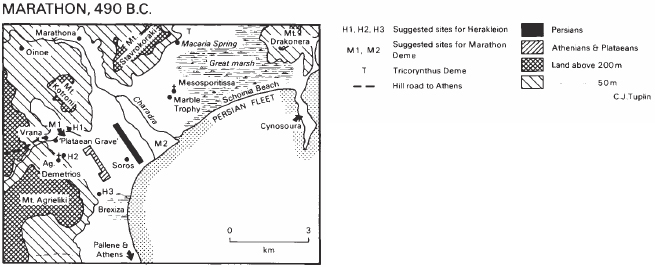 MARATHON, 490 B.C.
Marathona
Oinoe
Mt.
Stavrokoraki
T
Macaria Spring
Mt.
Drakonera
Great marsh
Mt.
Kotroni
Charadra
Mesosporitissa
Marble
Trophy
Schoinia Beach
PERSIAN FLEET
Cynosoura
Vrana
M1
H1
'Plataean Grave'
M2
H2
Ag.
Demetrios
Soros
Mt. Agrieliki
H3
Brexiza
Pallene &
Athens
0
3
km
H1, H2, H3 Suggested sites for Herakleion
M1, M2 Suggested sites for Marathon
Deme
T Tricorynthus Deme
Hill road to Athens
Persians
Athenians & Plataeans
Land above 200m
" " 50m
C.J.Tuplin